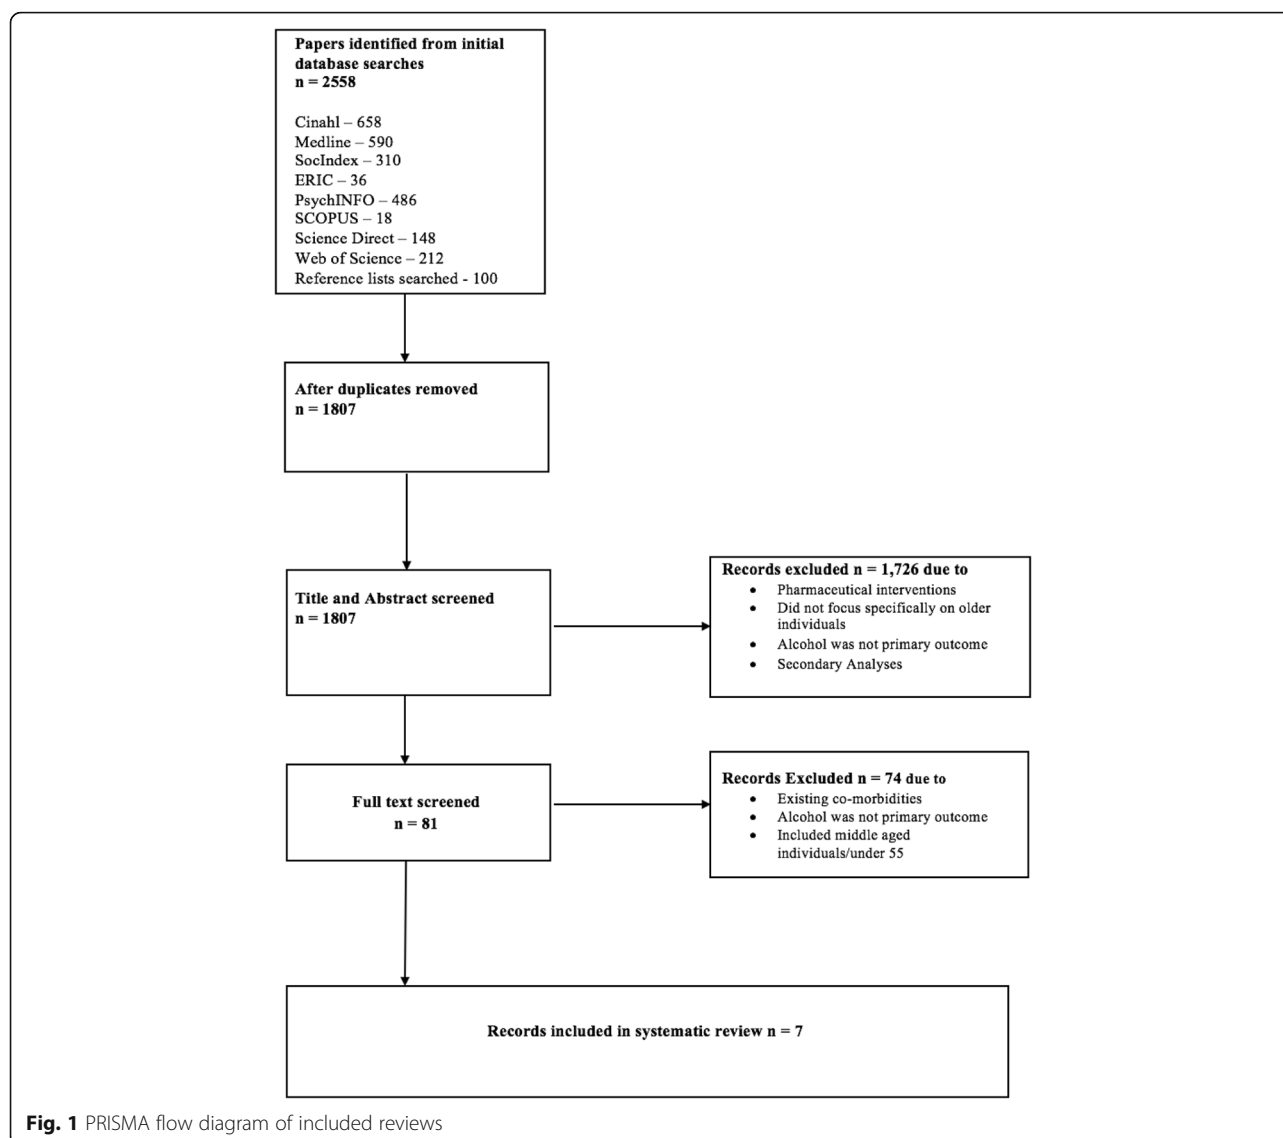 Papers identified from initial
database searches
n = 2558
Cinahl – 658
Medline – 590
SocIndex – 310
ERIC – 36
PsychINFO – 486
SCOPUS – 18
Science Direct – 148
Web of Science – 212
Reference lists searched - 100
After duplicates removed
n = 1807
Title and Abstract screened
n = 1807
Records excluded n = 1,726 due to
• Pharmaceutical interventions
• Did not focus specifically on older
individuals
• Alcohol was not primary outcome
• Secondary Analyses
Full text screened
n = 81
Records Excluded n = 74 due to
• Existing co-morbidities
• Alcohol was not primary outcome
• Included middle aged
individuals/under 55
Records included in systematic review n = 7
Fig. 1 PRISMA flow diagram of included reviews